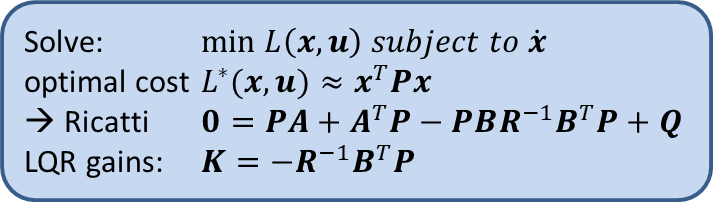 Solve: min L(x, u) subject to ẋ
optimal cost L*(x, u) ≈ xᵀPx
→ Ricatti 0 = PA + AᵀP − PBR⁻¹BᵀP + Q
LQR gains: K = −R⁻¹BᵀP